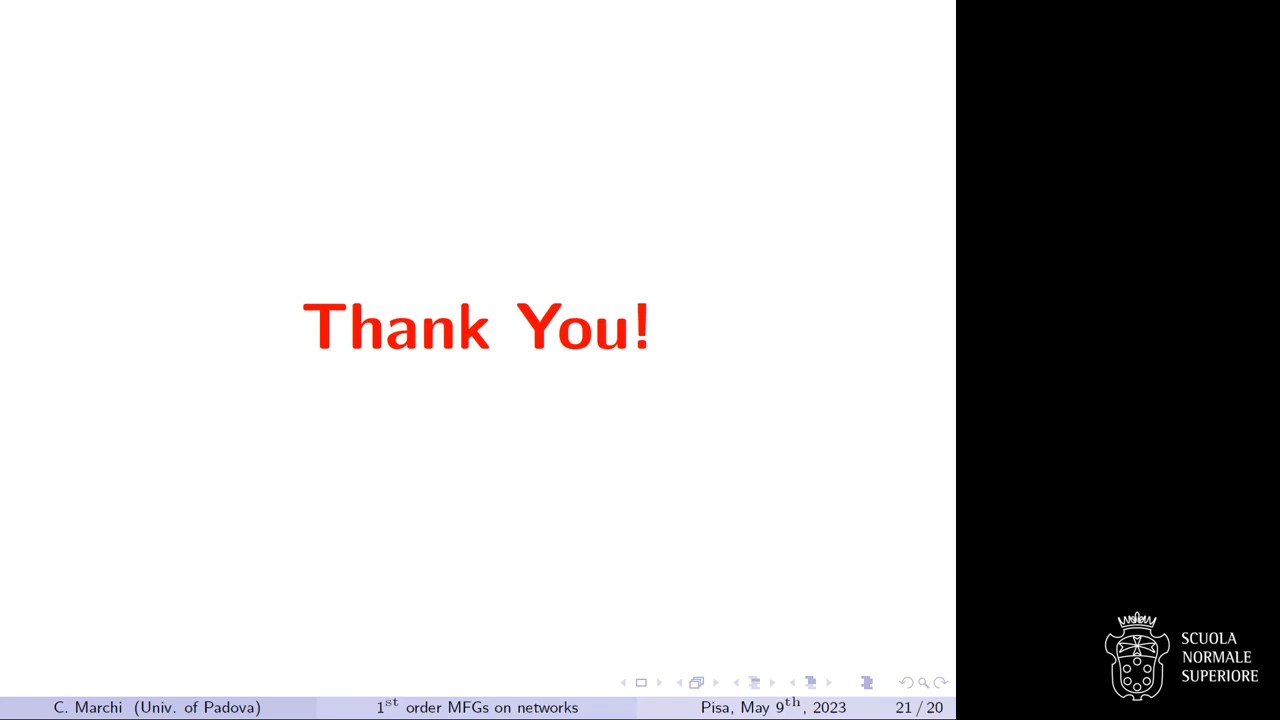 Thank You!
SCUOLA
NORMALE
SUPERIORE
C. Marchi (Univ. of Padova) 1st order MFGs on networks Pisa, May 9th, 2023 21 / 20